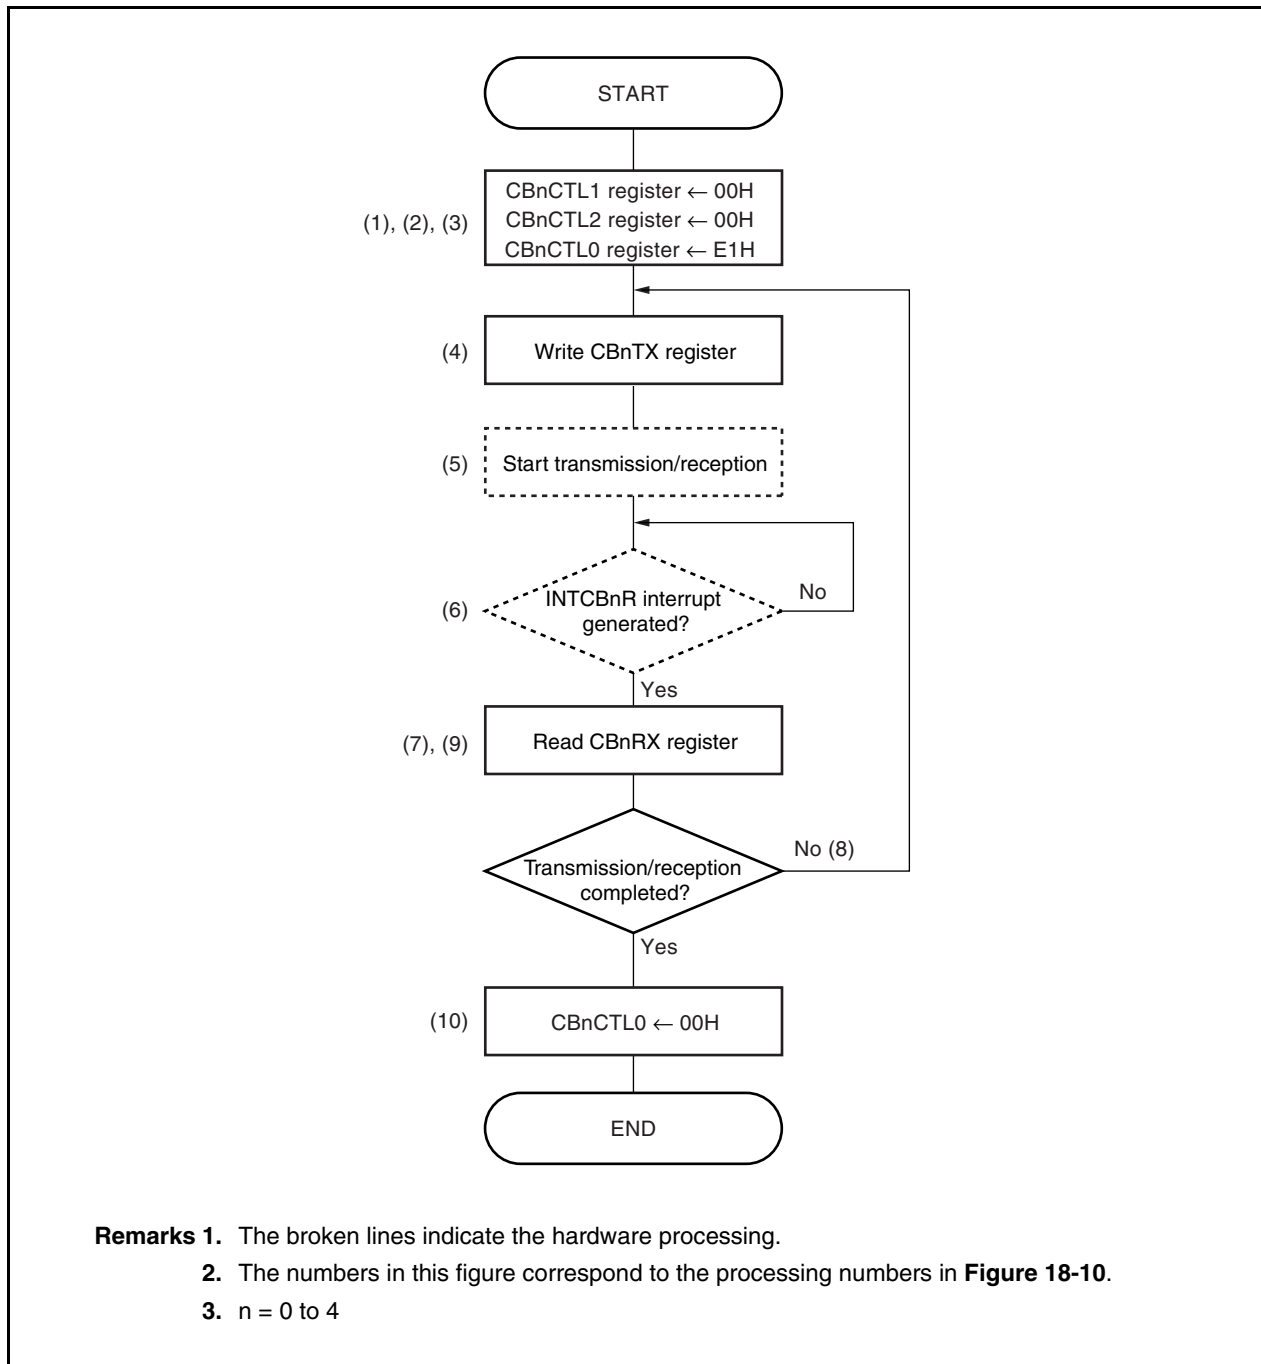 START
(1), (2), (3)
CBnCTL1 register ← 00H
CBnCTL2 register ← 00H
CBnCTL0 register ← E1H
(4)
Write CBnTX register
(5)
Start transmission/reception
(6)
INTCBnR interrupt
generated?
No
Yes
(7), (9)
Read CBnRX register
Transmission/reception
completed?
No (8)
Yes
(10)
CBnCTL0 ← 00H
END
Remarks 1. The broken lines indicate the hardware processing.
2. The numbers in this figure correspond to the processing numbers in Figure 18-10.
3. n = 0 to 4